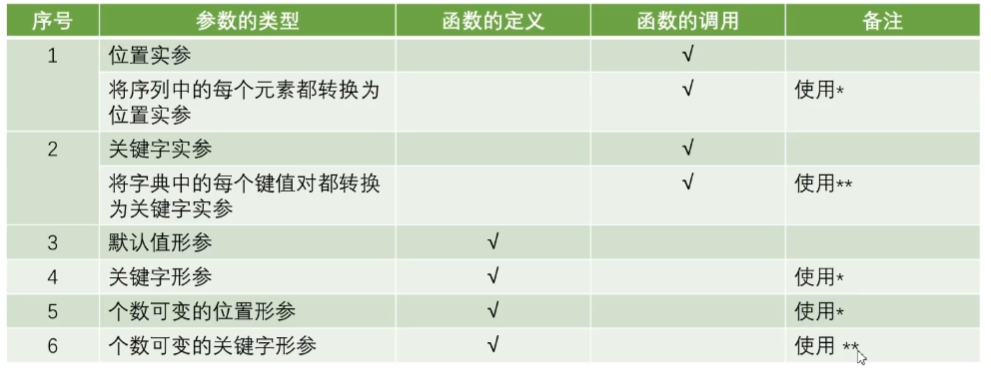 序号 参数的类型 函数的定义 函数的调用 备注
1 位置实参 √
将序列中的每个元素都转换为 √ 使用*
位置实参
2 关键字实参 √
将字典中的每个键值对都转换 √ 使用**
为关键字实参
3 默认值形参 √
4 关键字形参 √ 使用*
5 个数可变的位置形参 √ 使用*
6 个数可变的关键字形参 √ 使用 **